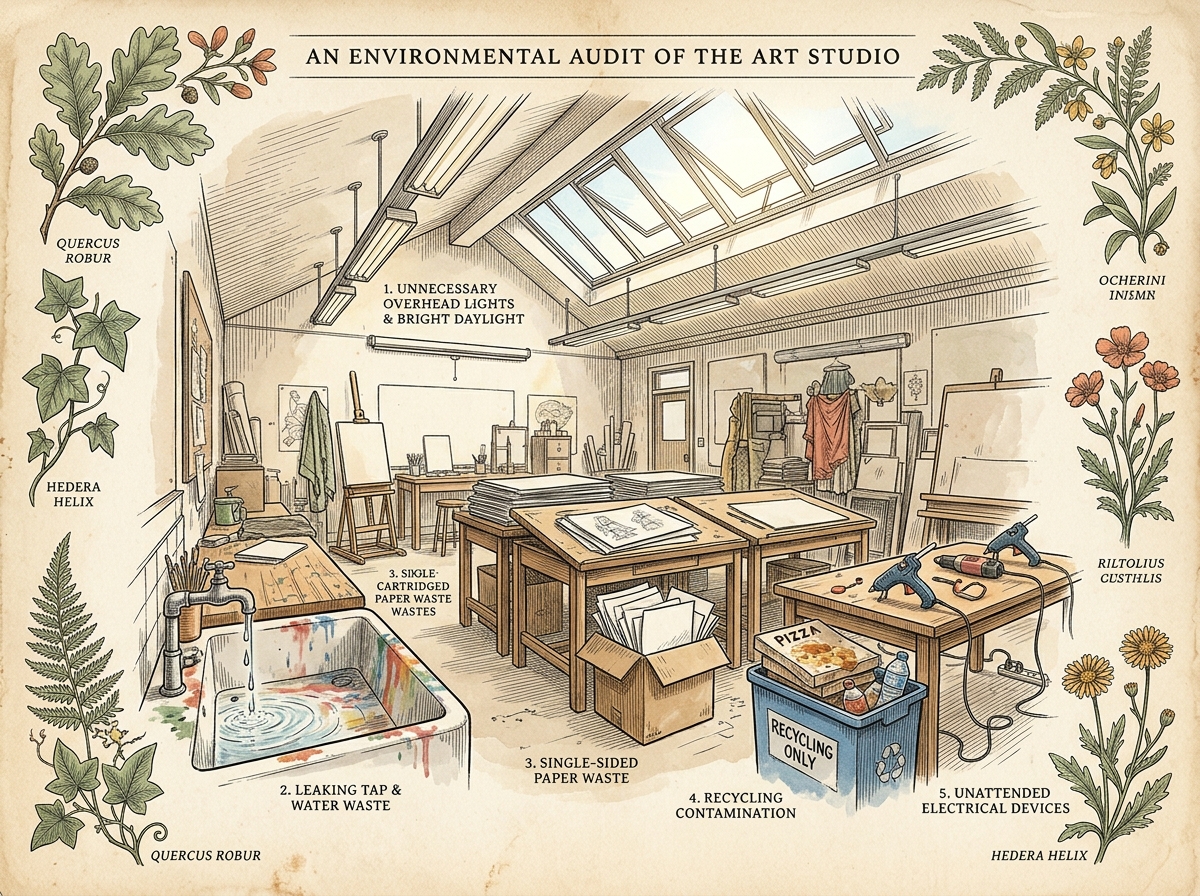 AN ENVIRONMENTAL AUDIT OF THE ART STUDIO
QUERCUS
ROBUR
OCHERINI
INISMN
1. UNNECESSARY
OVERHEAD LIGHTS
& BRIGHT DAYLIGHT
HEDERA
HELIX
RILTOLIUS
CUSTHLIS
3. SIKGLE-
CARTRIDGED
PAPER WASTE
WASTES
PIZZA
RECYCLING
ONLY
3. SINGLE-SIDED
PAPER WASTE
2. LEAKING TAP &
WATER WASTE
4. RECYCLING
CONTAMINATION
5. UNATTENDED
ELECTRICAL DEVICES
QUERCUS ROBUR
HEDERA HELIX